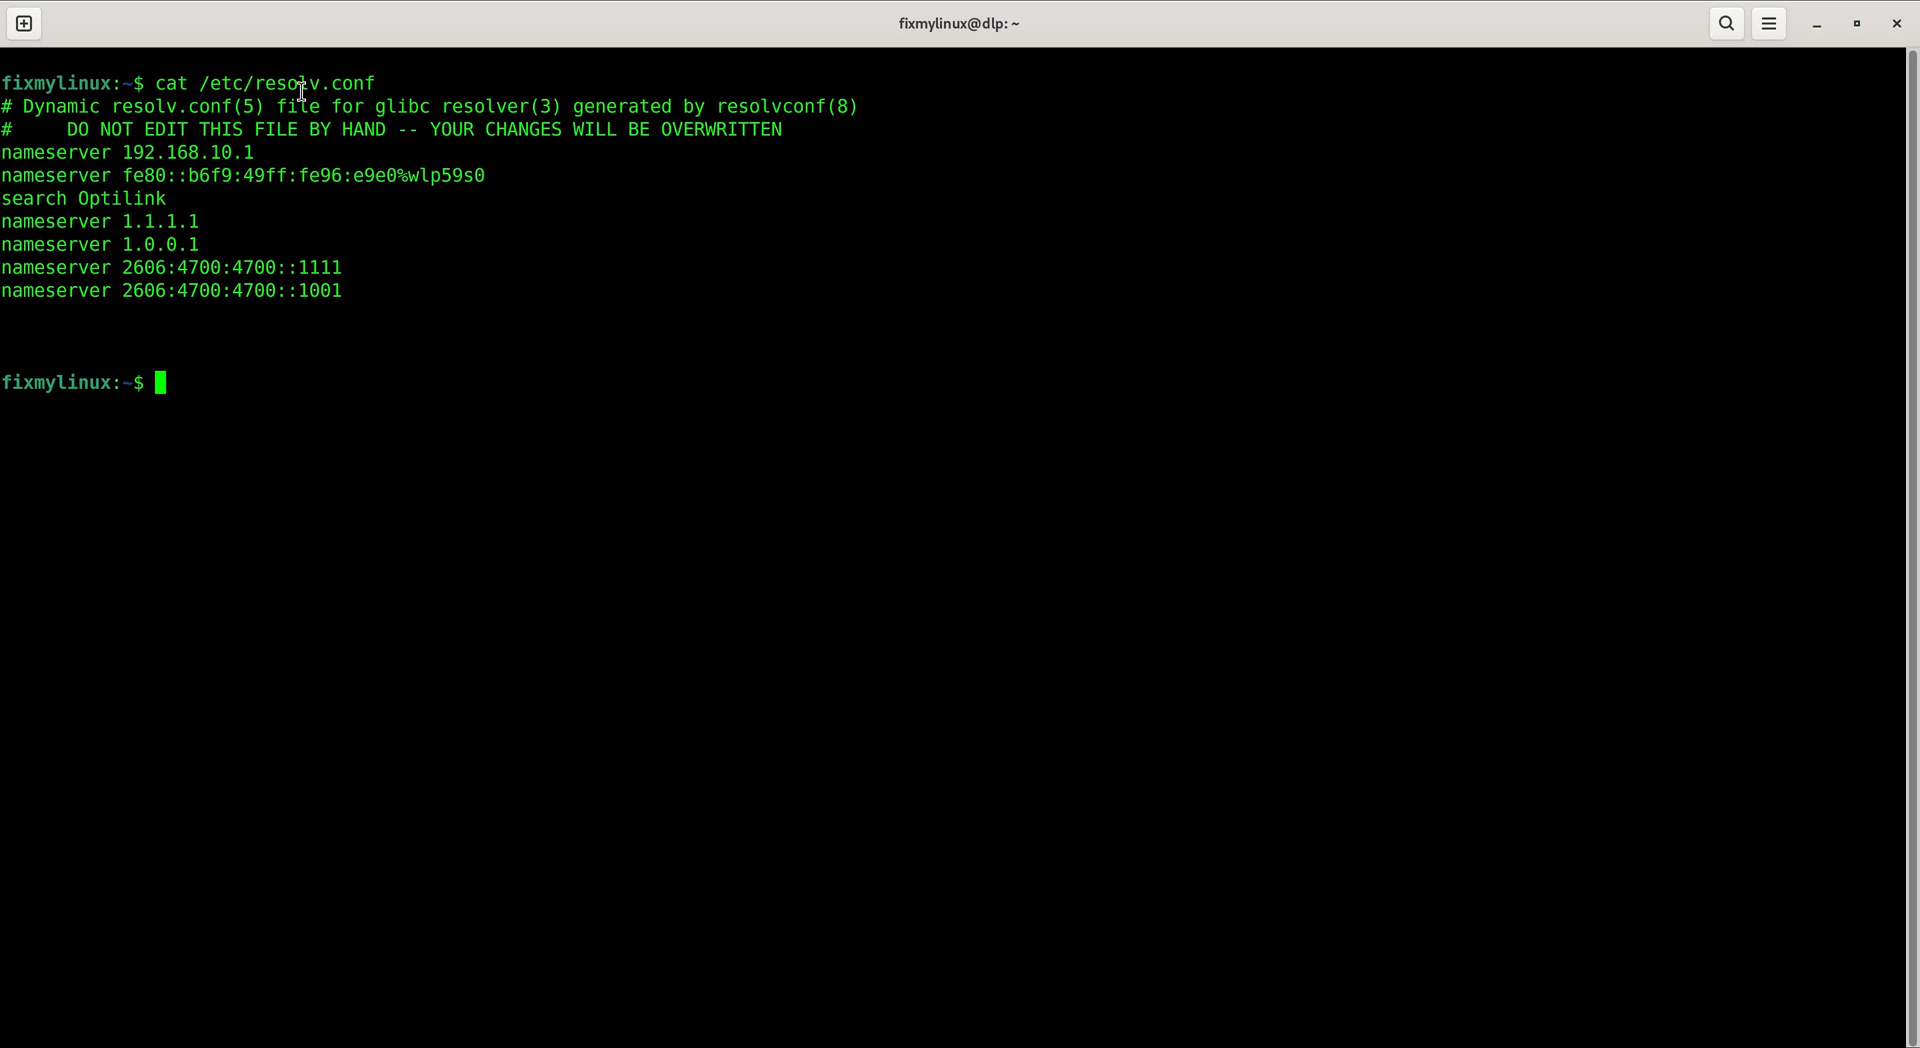 fixmylinux@dlp: ~
fixmylinux:~$ cat /etc/resolv.conf
# Dynamic resolv.conf(5) file for glibc resolver(3) generated by resolvconf(8)
#     DO NOT EDIT THIS FILE BY HAND -- YOUR CHANGES WILL BE OVERWRITTEN
nameserver 192.168.10.1
nameserver fe80::b6f9:49ff:fe96:e9e0%wlp59s0
search Optilink
nameserver 1.1.1.1
nameserver 1.0.0.1
nameserver 2606:4700:4700::1111
nameserver 2606:4700:4700::1001
fixmylinux:~$